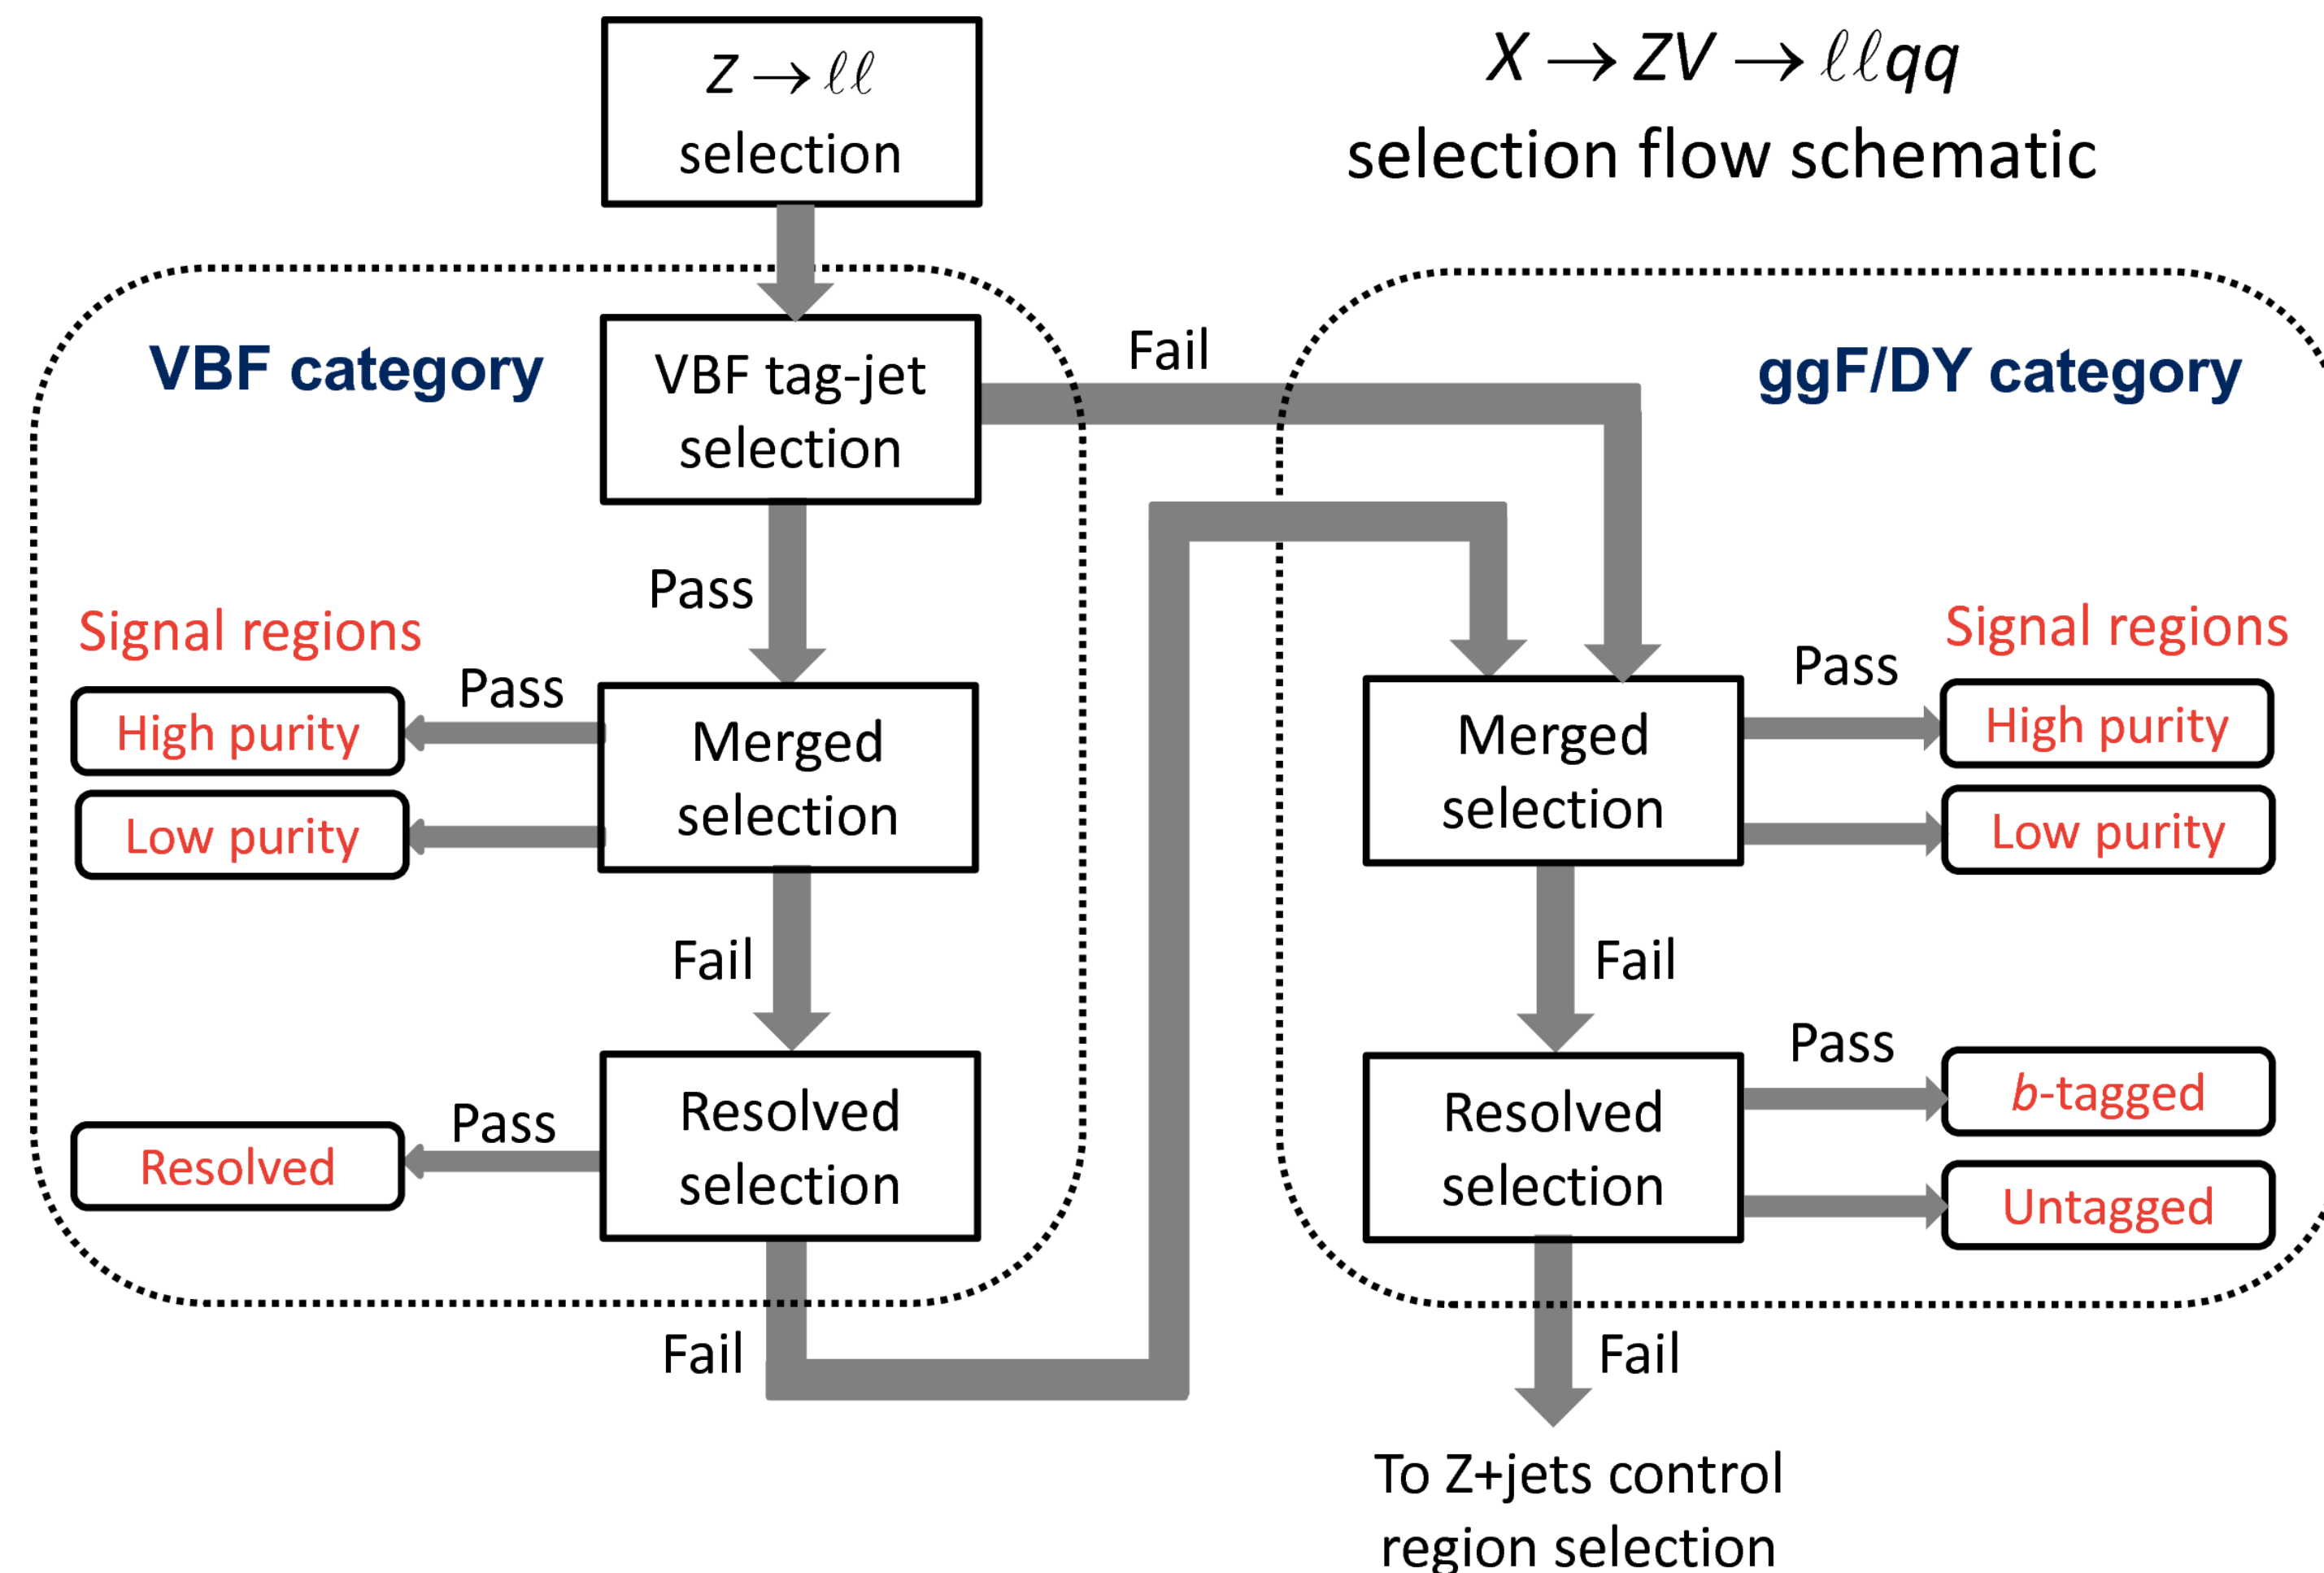 Z → ℓℓ
selection
X → ZV → ℓℓqq
selection flow schematic
VBF category
VBF tag-jet
selection
Fail
ggF/DY category
Pass
Signal regions
Pass
High purity
Low purity
Merged
selection
Fail
Resolved
selection
Pass
Resolved
Fail
Merged
selection
Pass
Signal regions
High purity
Low purity
Fail
Resolved
selection
Pass
b-tagged
Untagged
Fail
To Z+jets control
region selection